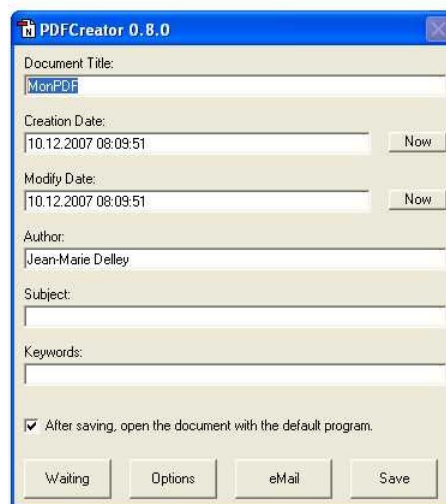 PDFCreator 0.8.0
Document Title:
MonPDF
Creation Date:
10.12.2007 08:09:51
Now
Modify Date:
10.12.2007 08:09:51
Now
Author:
Jean-Marie Delley
Subject:
Keywords:
After saving, open the document with the default program.
Waiting
Options
eMail
Save